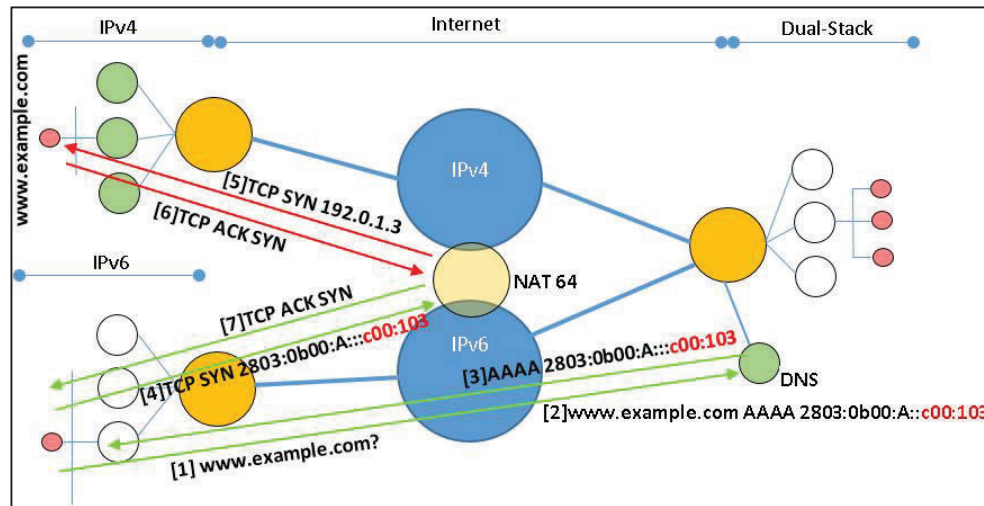 IPv4
Internet
Dual-Stack
www.example.com
IPv4
[5]TCP SYN 192.0.1.3
[6]TCP ACK SYN
IPv6
NAT 64
[7]TCP ACK SYN
[4]TCP SYN 2803:0b00:A:::c00:103
IPv6
[3]AAAA 2803:0b00:A:::c00:103
DNS
[2]www.example.com AAAA 2803:0b00:A::c00:103
[1] www.example.com?